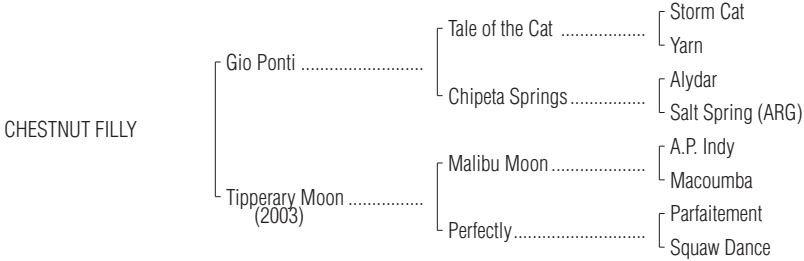 Storm Cat
Tale of the Cat ..................
Yarn
Gio Ponti ..........................
Alydar
Chipeta Springs................
Salt Spring (ARG)
CHESTNUT FILLY
A.P. Indy
Malibu Moon....................
Macoumba
Tipperary Moon ................
(2003)
Parfaitement
Perfectly............................
Squaw Dance